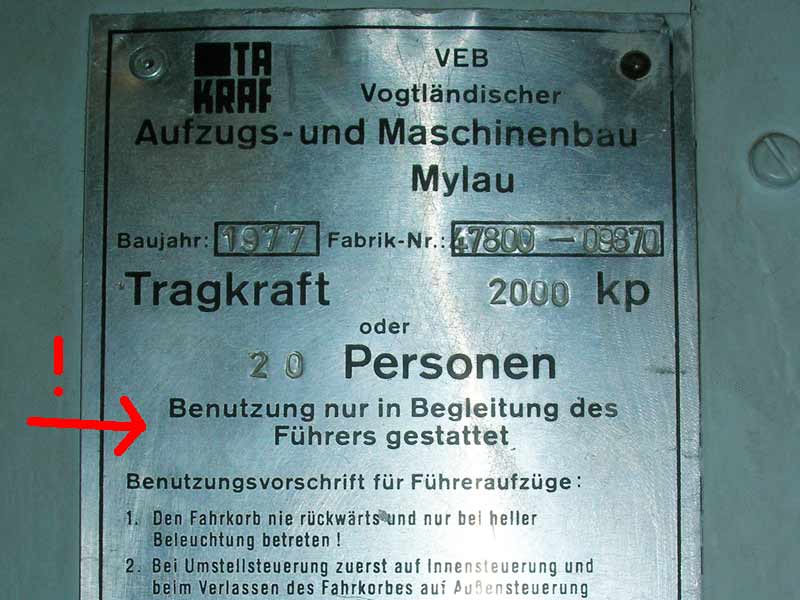 TAKRAF
VEB
Vogtländischer
Aufzugs- und Maschinenbau
Mylau
Baujahr: 1977 Fabrik-Nr.: 47800-09870
Tragkraft 2000 kp
oder
20 Personen
!
Benutzung nur in Begleitung des
Führers gestattet
Benutzungsvorschrift für Führeraufzüge:
1. Den Fahrkorb nie rückwärts und nur bei heller
Beleuchtung betreten!
2. Bei Umstellsteuerung zuerst auf Innensteuerung und
beim Verlassen des Fahrkorbes auf Außensteuerung